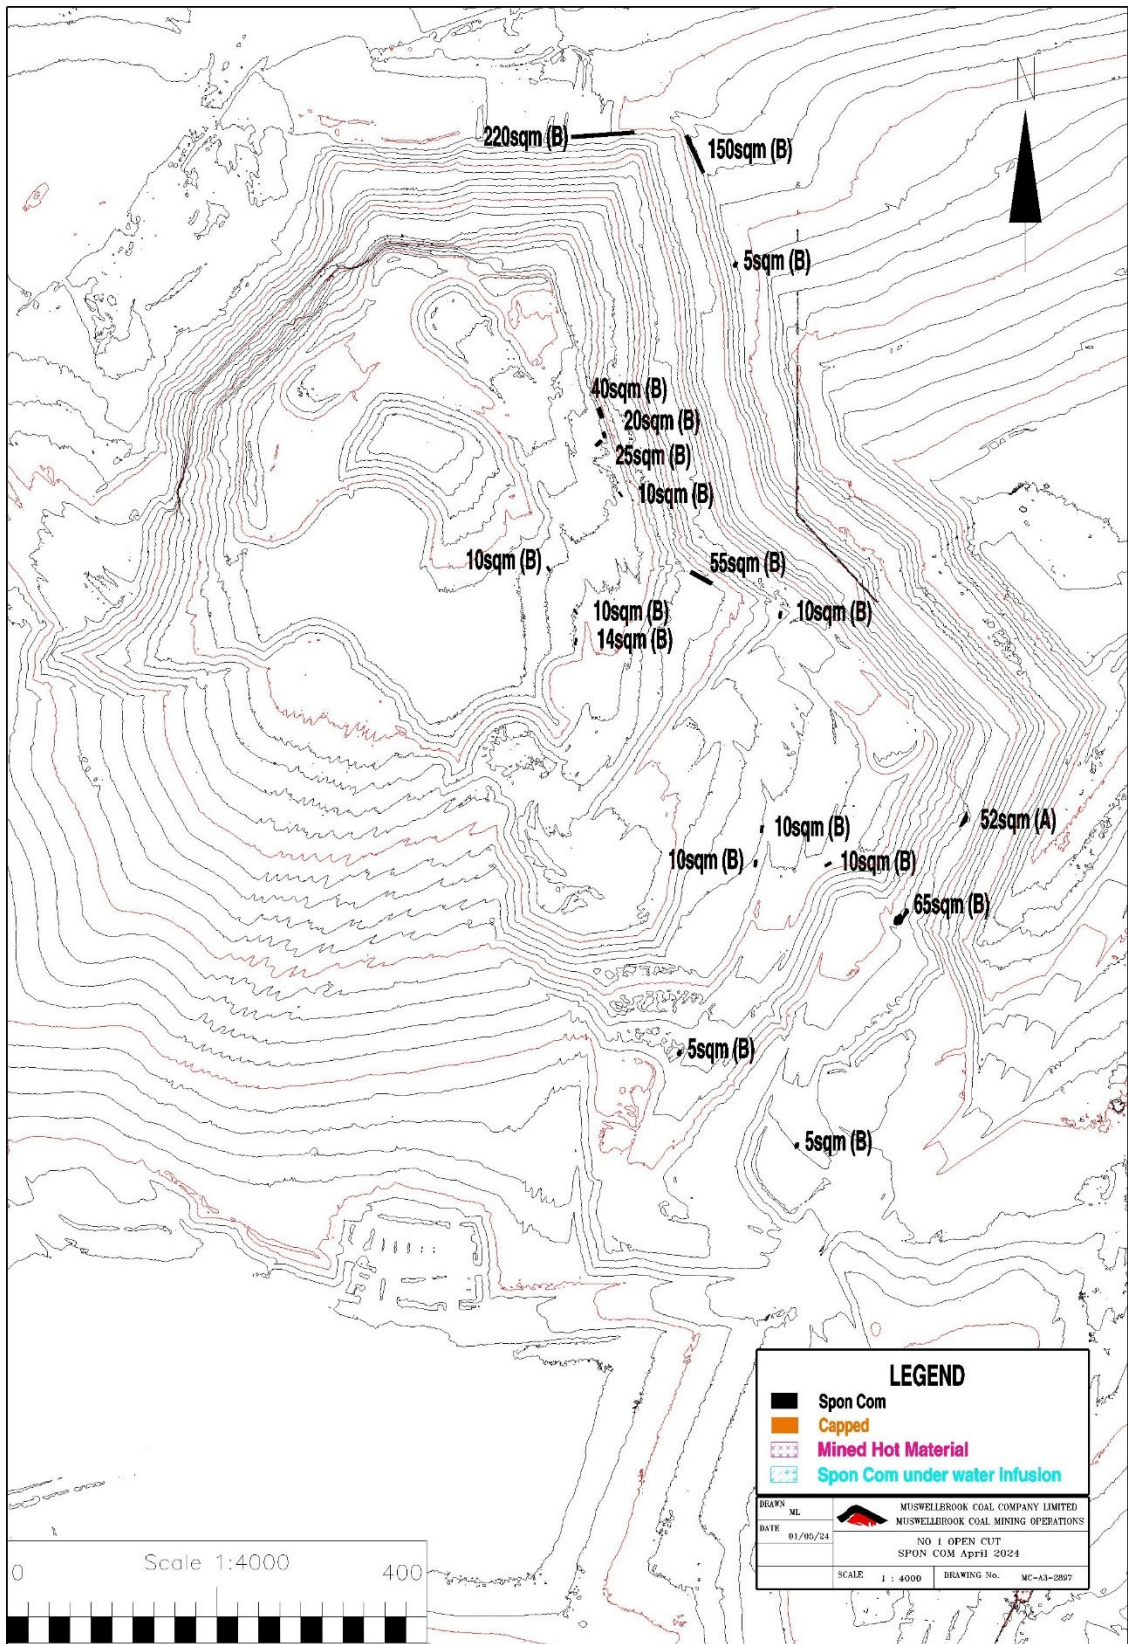 N
220sqm (B)
150sqm (B)
5sqm (B)
40sqm (B)
20sqm (B)
25sqm (B)
10sqm (B)
10sqm (B)
55sqm (B)
10sqm (B)
10sqm (B)
14sqm (B)
52sqm (A)
10sqm (B)
10sqm (B)
10sqm (B)
65sqm (B)
5sqm (B)
5sqm (B)
LEGEND
Spon Com
Capped
Mined Hot Material
Spon Com under water infusion
DRAWN ML
DATE 01/05/24
MUSWELLBROOK COAL COMPANY LIMITED
MUSWELLBROOK COAL MINING OPERATIONS
NO 1 OPEN CUT
SPON COM April 2024
SCALE 1 : 4000 DRAWING No. MC-A3-2897
Scale 1:4000
0 400